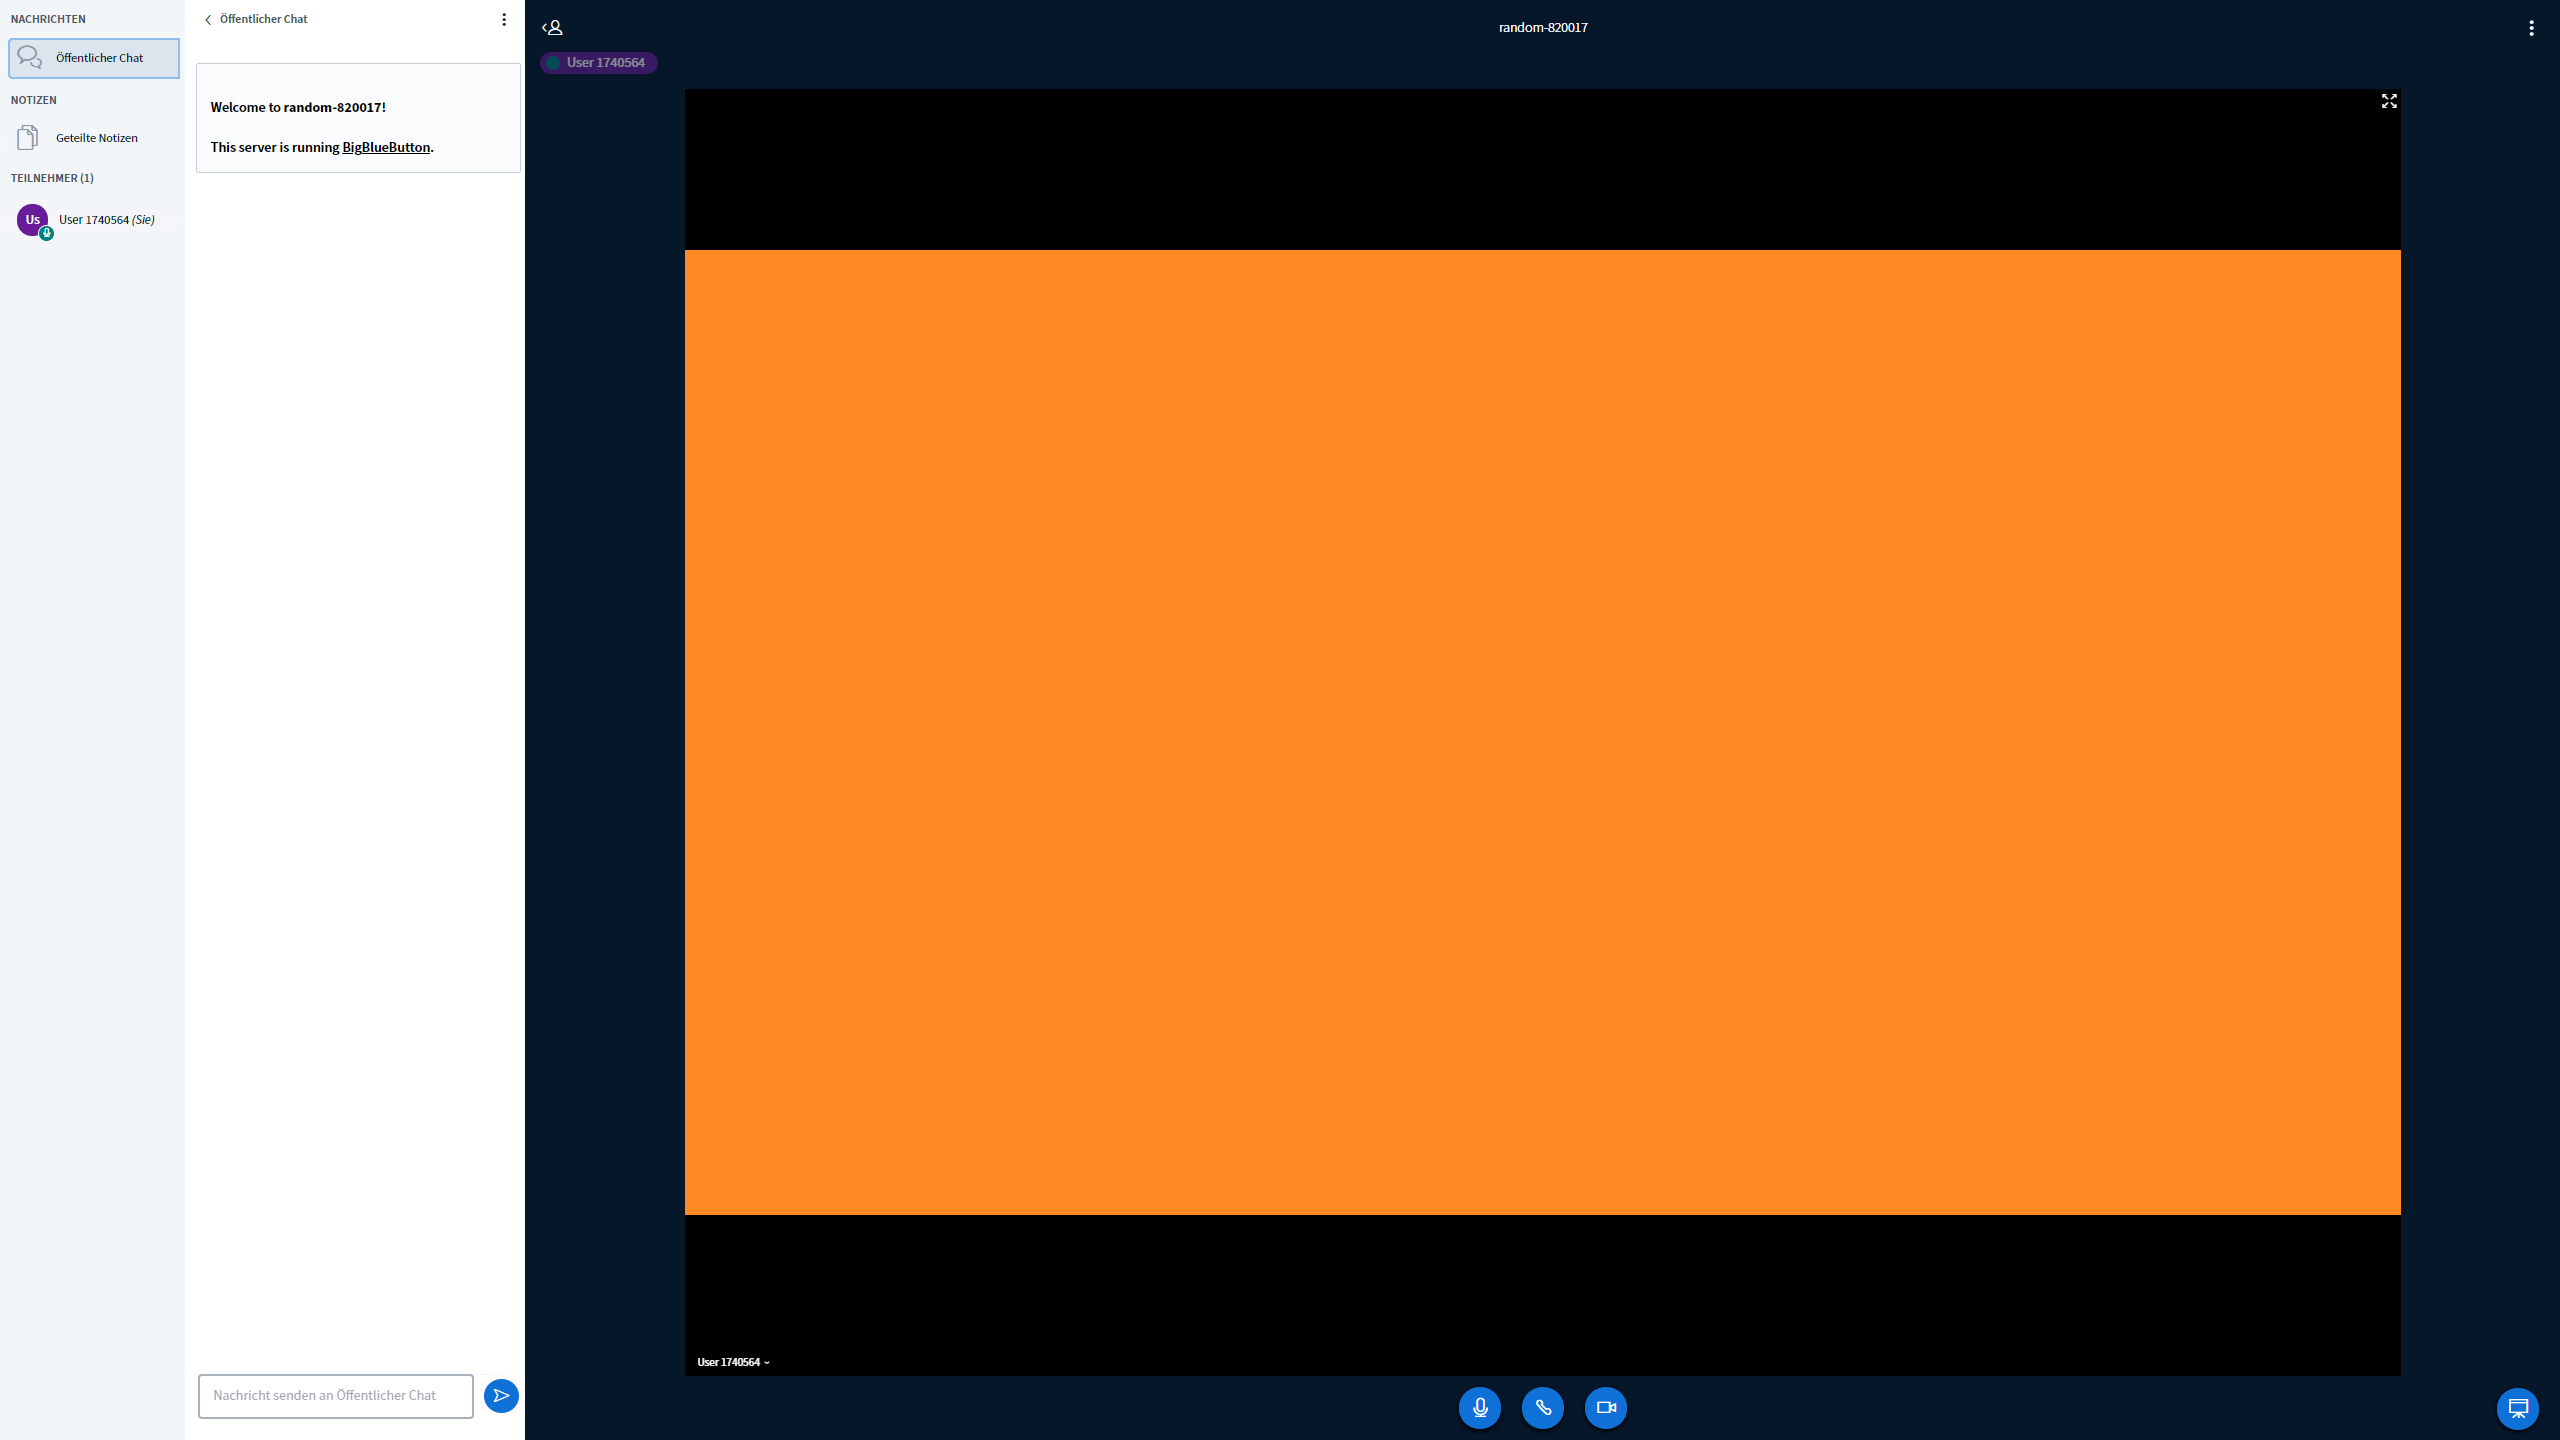 NACHRICHTEN
Öffentlicher Chat
NOTIZEN
Geteilte Notizen
TEILNEHMER (1)
Us
User 1740564 (Sie)
Öffentlicher Chat
Welcome to random-820017!
This server is running BigBlueButton.
Nachricht senden an Öffentlicher Chat
random-820017
User 1740564
User 1740564